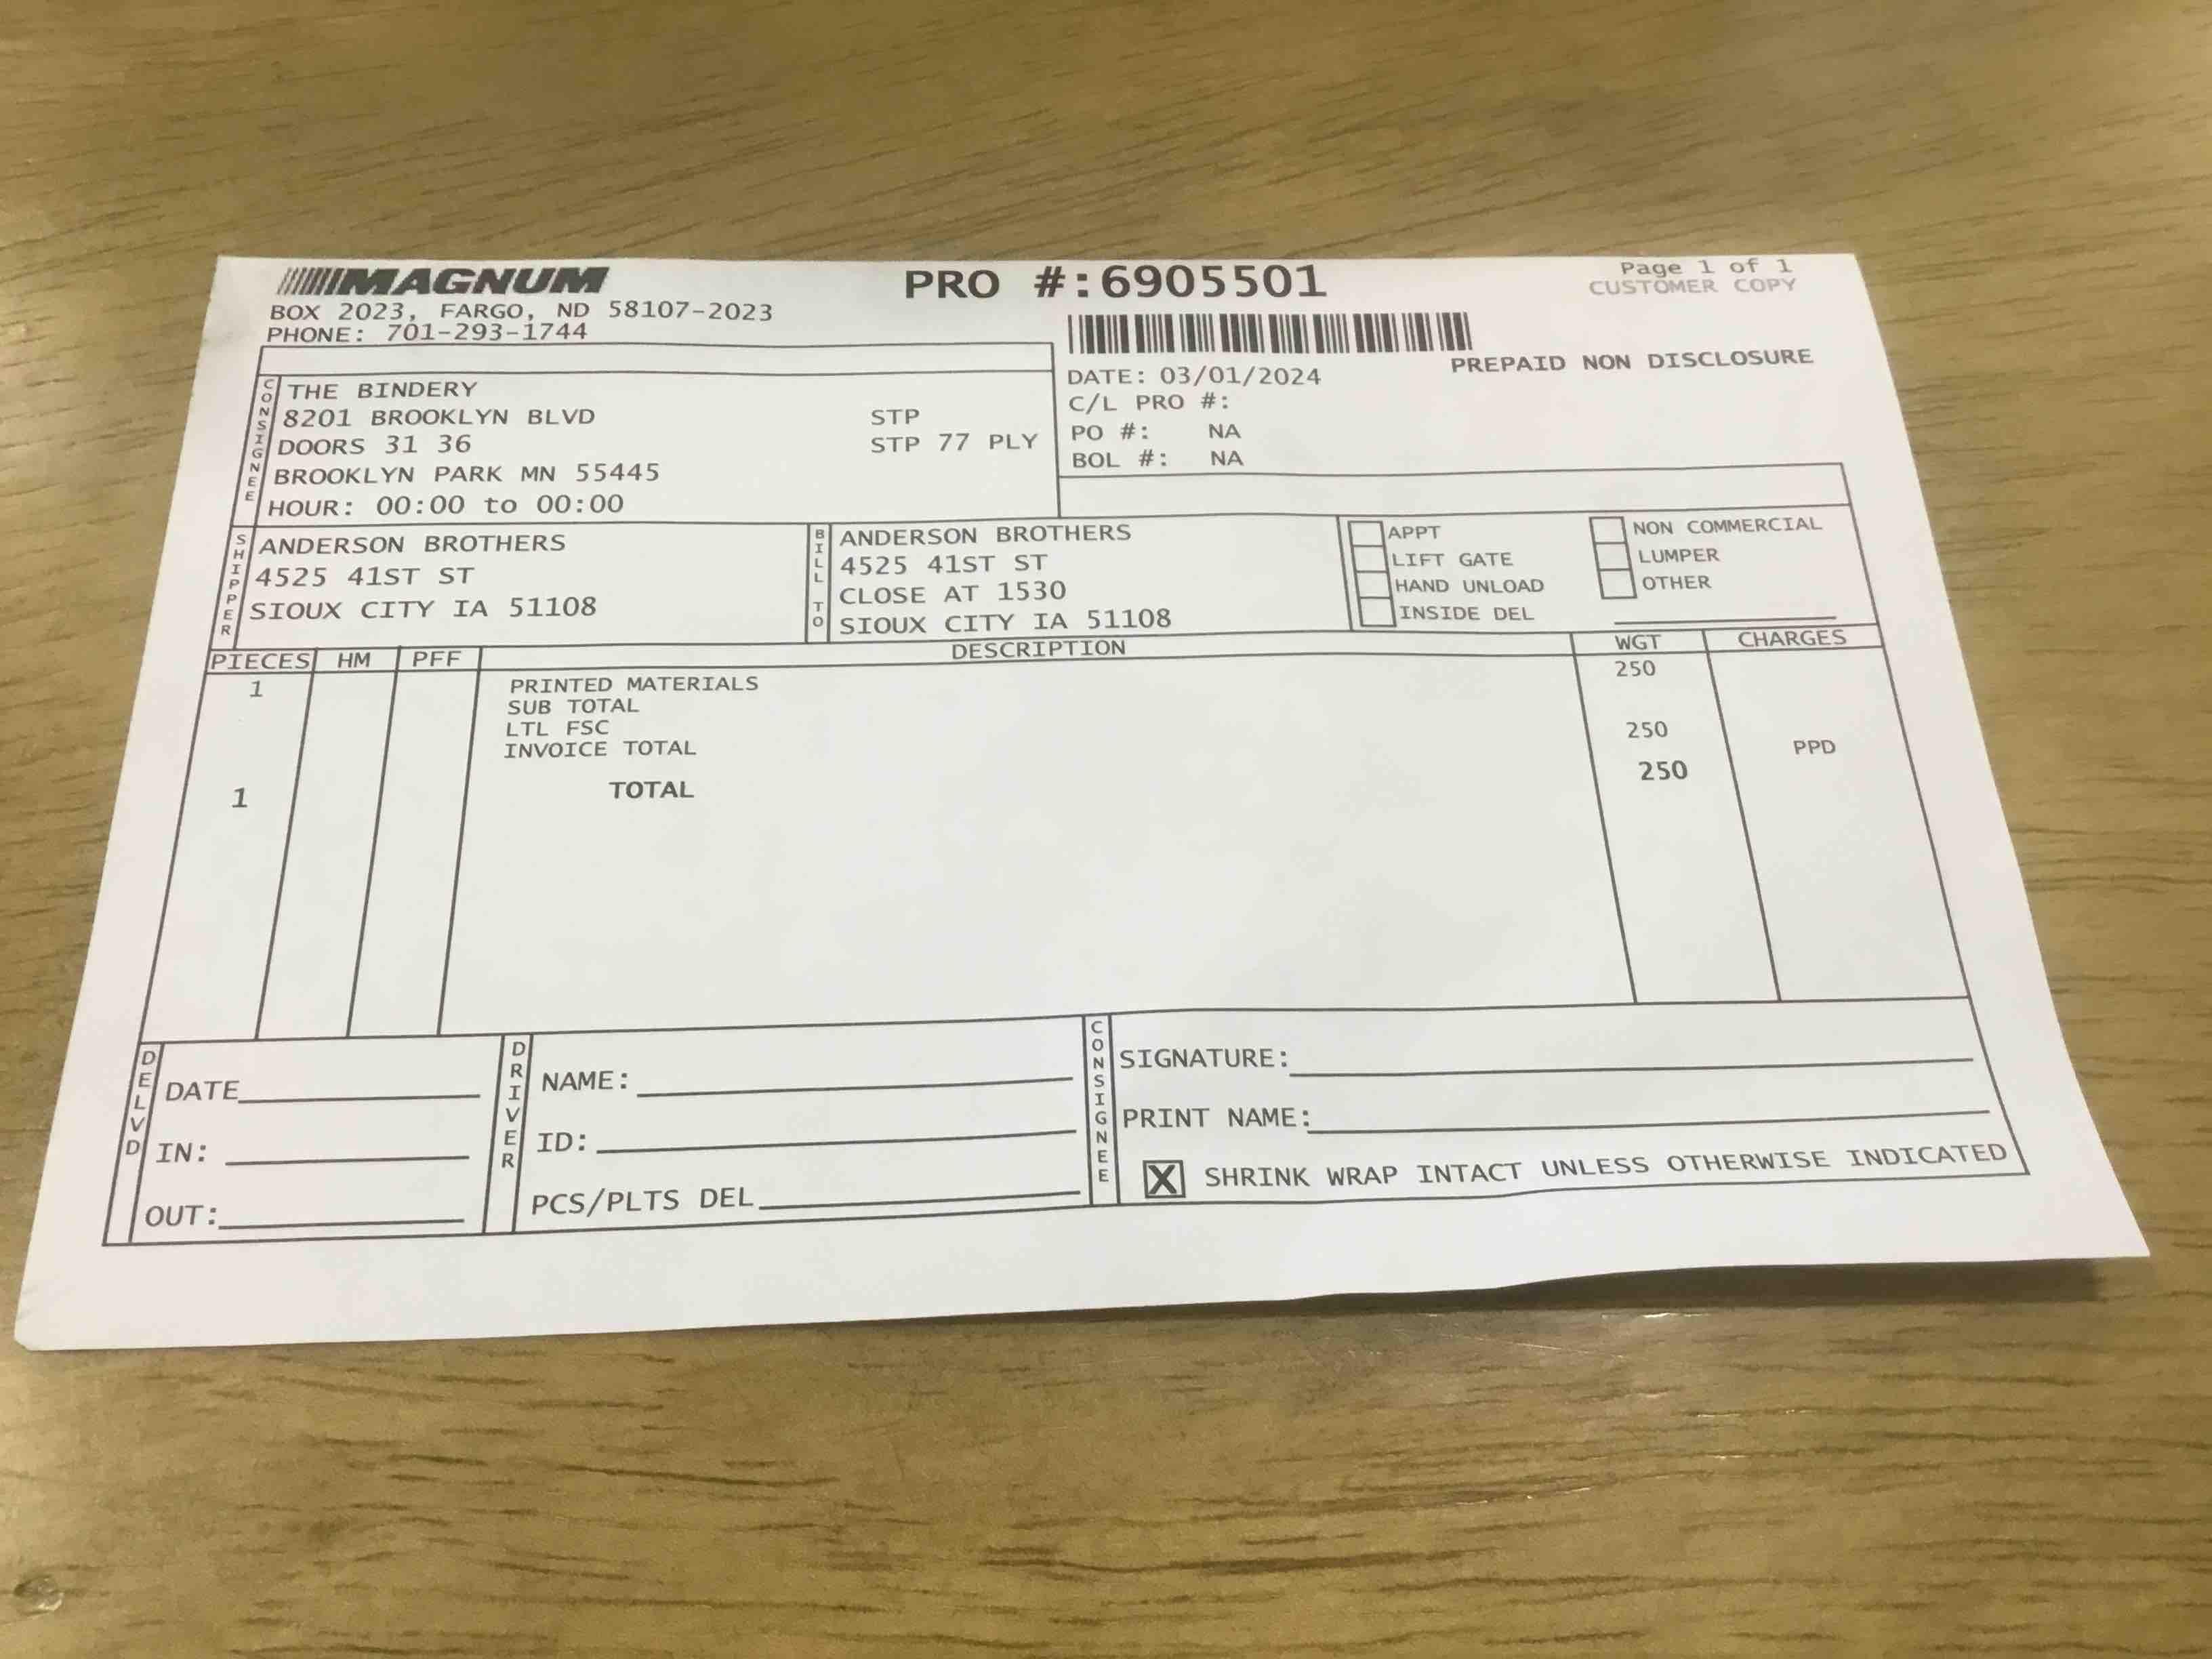 MAGNUM
BOX 2023, FARGO, ND 58107-2023
PHONE: 701-293-1744
PRO #:6905501
Page 1 of 1
CUSTOMER COPY
PREPAID NON DISCLOSURE
DATE: 03/01/2024
C/L PRO #:
PO #: NA
BOL #: NA
CONSIGNEE
THE BINDERY
8201 BROOKLYN BLVD STP
DOORS 31 36 STP 77 PLY
BROOKLYN PARK MN 55445
HOUR: 00:00 to 00:00
SHIPPER
ANDERSON BROTHERS
4525 41ST ST
SIOUX CITY IA 51108
BILL TO
ANDERSON BROTHERS
4525 41ST ST
CLOSE AT 1530
SIOUX CITY IA 51108
APPT
LIFT GATE
HAND UNLOAD
INSIDE DEL
NON COMMERCIAL
LUMPER
OTHER
PIECES HM PFF DESCRIPTION WGT CHARGES
1 PRINTED MATERIALS 250
SUB TOTAL
LTL FSC 250
INVOICE TOTAL PPD
1 TOTAL 250
DELVD
DATE
IN:
OUT:
DRIVER
NAME:
ID:
PCS/PLTS DEL
CONSIGNEE
SIGNATURE:
PRINT NAME:
X SHRINK WRAP INTACT UNLESS OTHERWISE INDICATED